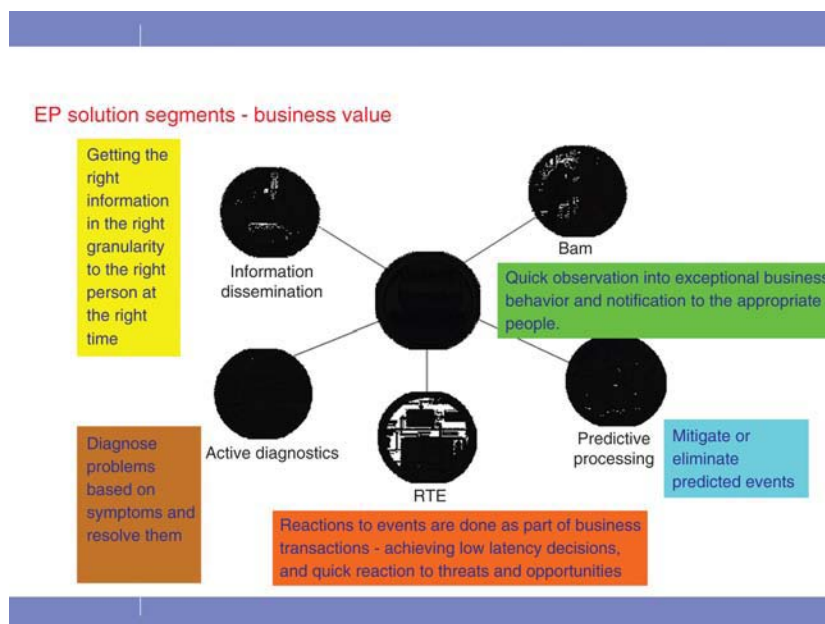 EP solution segments - business value
Getting the
right
information
in the right
granularity
to the right
person at
the right
time
Information
dissemination
Bam
Quick observation into exceptional business
behavior and notification to the appropriate
people.
Diagnose
problems
based on
symptoms and
resolve them
Active diagnostics
RTE
Predictive
processing
Mitigate or
eliminate
predicted events
Reactions to events are done as part of business
transactions - achieving low latency decisions,
and quick reaction to threats and opportunities